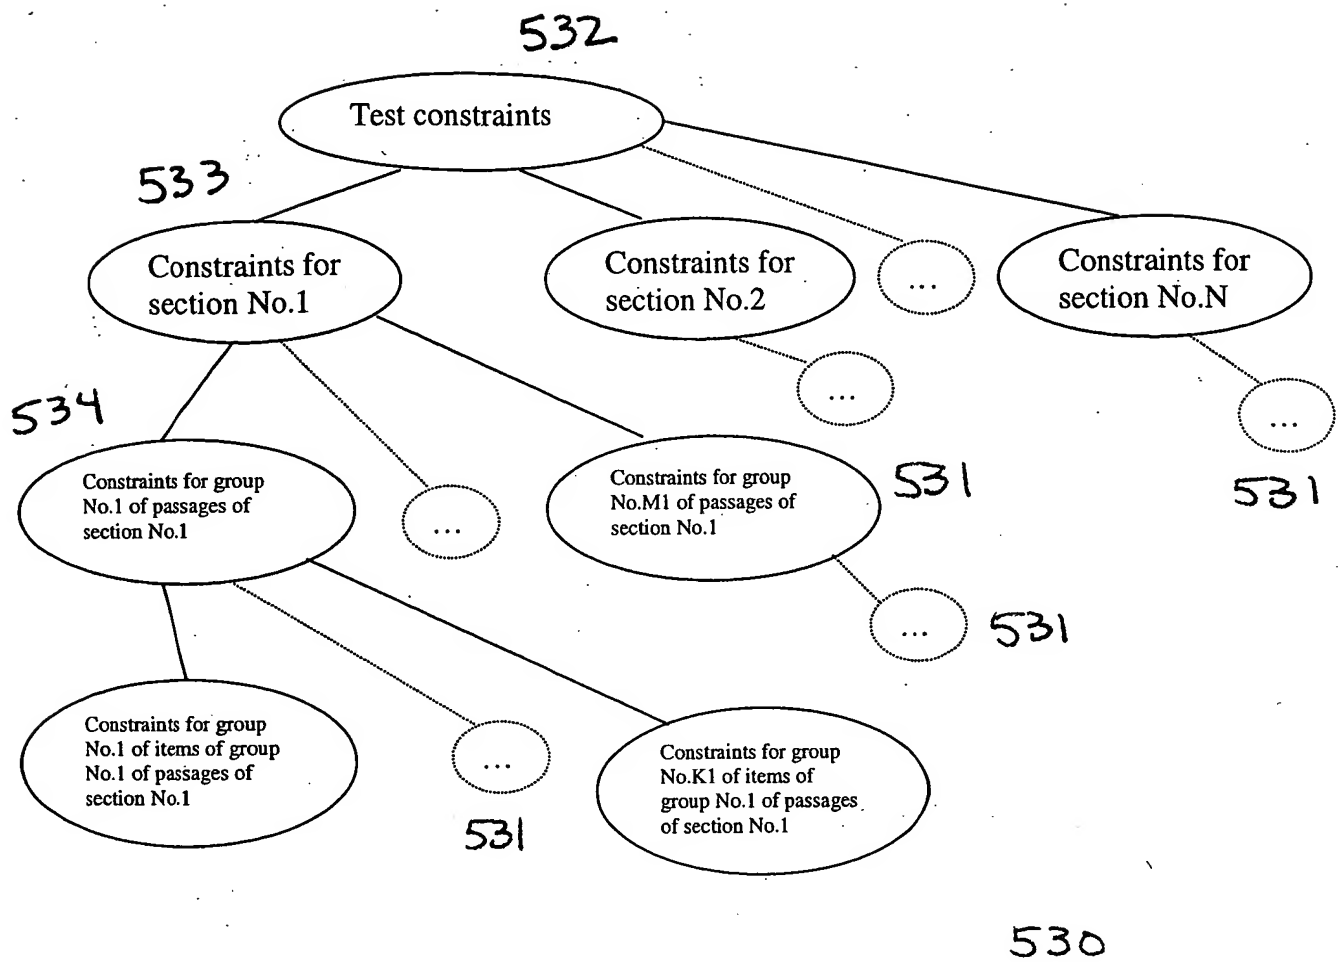 532
Test constraints
533
Constraints for
section No.1
Constraints for
section No.2
...
Constraints for
section No.N
...
...
534
531
531
Constraints for group
No.1 of passages of
section No.1
...
Constraints for group
No.M1 of passages of
section No.1
...
531
Constraints for group
No.1 of items of group
No.1 of passages of
section No.1
...
531
Constraints for group
No.K1 of items of
group No.1 of passages
of section No.1
530